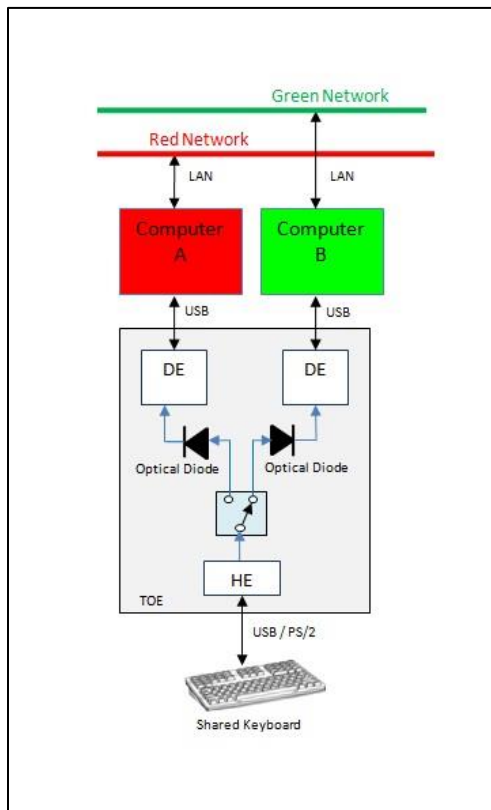 Green Network
Red Network
LAN
LAN
Computer
A
Computer
B
USB
USB
DE
DE
Optical Diode
Optical Diode
HE
TOE
USB / PS/2
Shared Keyboard